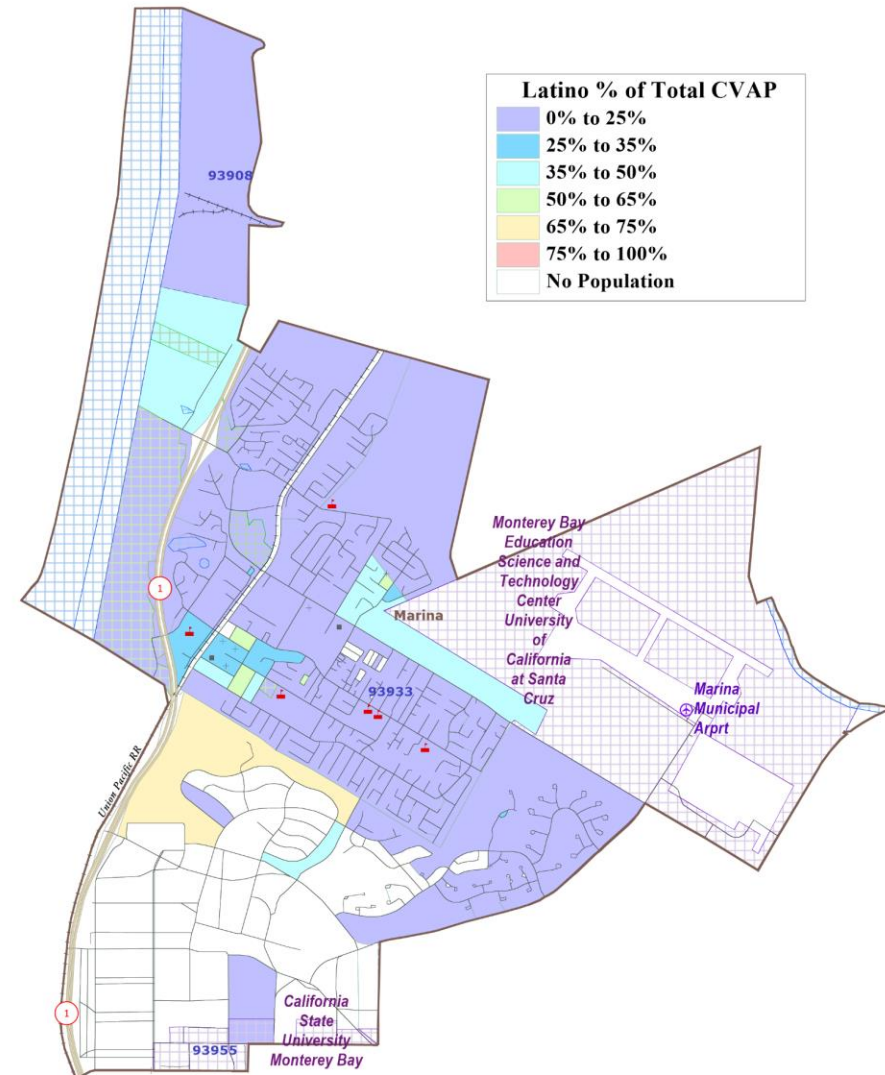 Latino % of Total CVAP
0% to 25%
25% to 35%
35% to 50%
50% to 65%
65% to 75%
75% to 100%
No Population
93908
Monterey Bay
Education
Science and
Technology
Center
University
of
California
at Santa
Cruz
1
Marina
93933
Marina
Municipal
Arprt
Union Pacific RR
1
California
State
University
Monterey Bay
93955